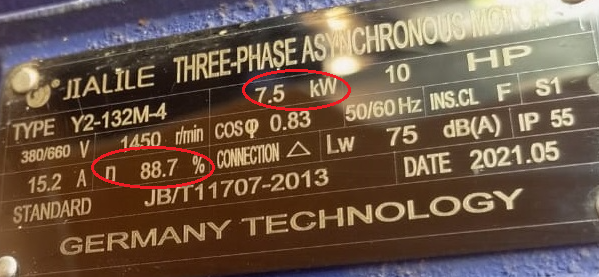 JIALILE THREE-PHASE ASYNCHRONOUS MOTOR
TYPE Y2-132M-4 7.5 kW 10 HP
380/660 V 1450 r/min COSφ 0.83 50/60 Hz INS.CL F S1
15.2 A η 88.7 % CONNECTION △ Lw 75 dB(A) IP 55
STANDARD JB/T11707-2013 DATE 2021.05
GERMANY TECHNOLOGY